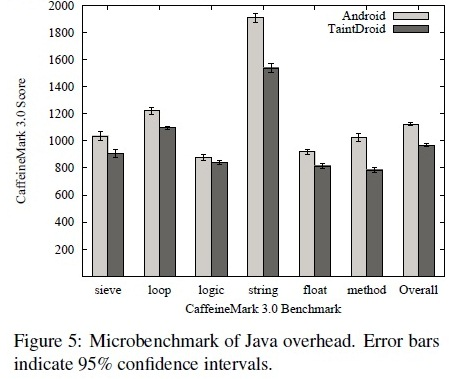 2000
1800
1600
1400
1200
1000
800
600
400
200
CaffeineMark 3.0 Score
Android
TaintDroid
sieve loop logic string float method Overall
CaffeineMark 3.0 Benchmark
Figure 5: Microbenchmark of Java overhead. Error bars
indicate 95% confidence intervals.